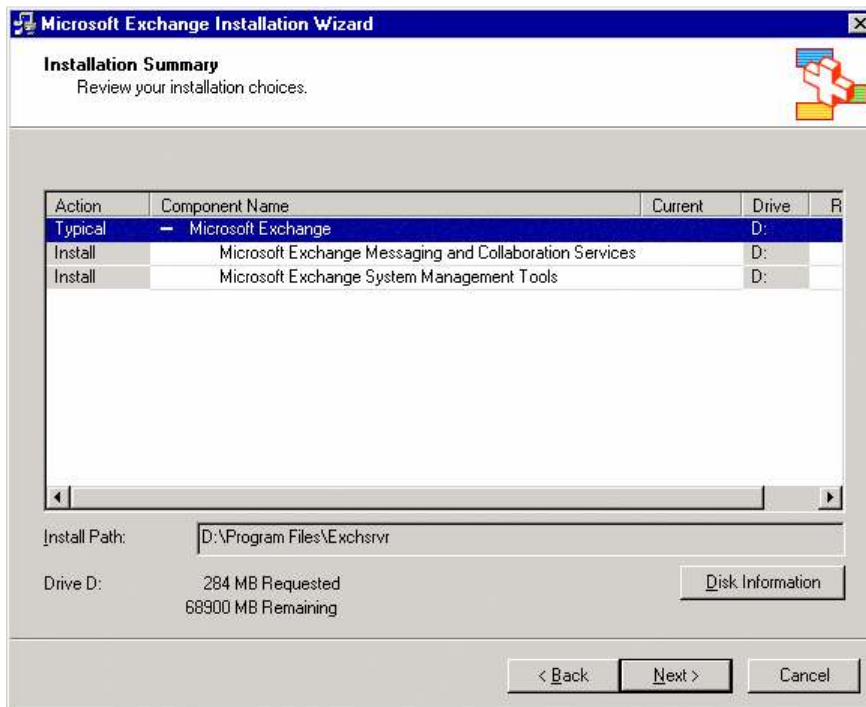 Microsoft Exchange Installation Wizard
Installation Summary
Review your installation choices.
Action Component Name Current Drive R
Typical − Microsoft Exchange D:
Install Microsoft Exchange Messaging and Collaboration Services D:
Install Microsoft Exchange System Management Tools D:
Install Path: D:\Program Files\Exchsrvr
Drive D: 284 MB Requested Disk Information
68900 MB Remaining
< Back Next > Cancel